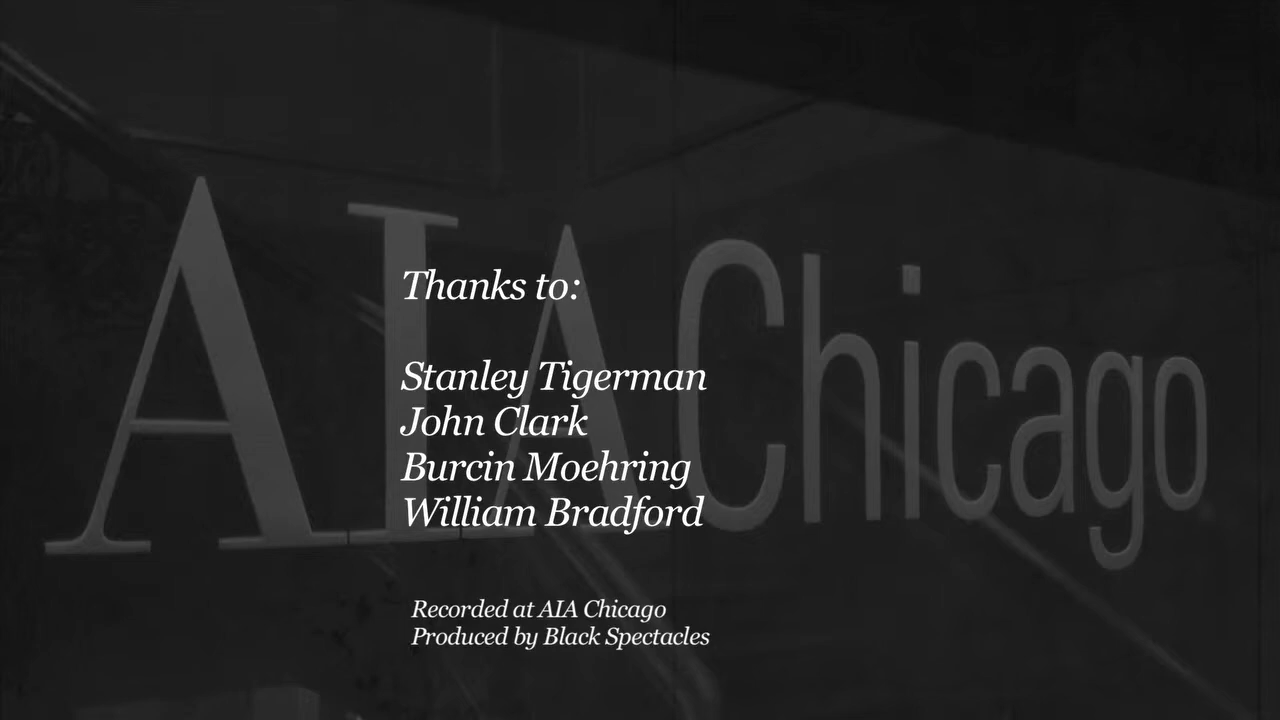 AIA Chicago
Thanks to:
Stanley Tigerman
John Clark
Burcin Moehring
William Bradford
Recorded at AIA Chicago
Produced by Black Spectacles